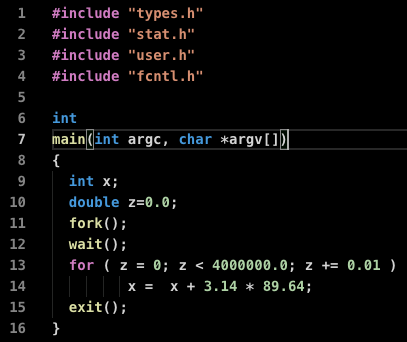 1 #include "types.h"
2 #include "stat.h"
3 #include "user.h"
4 #include "fcntl.h"
5
6 int
7 main(int argc, char *argv[])
8 {
9   int x;
10   double z=0.0;
11   fork();
12   wait();
13   for ( z = 0; z < 4000000.0; z += 0.01 )
14          x =  x + 3.14 * 89.64;
15   exit();
16 }